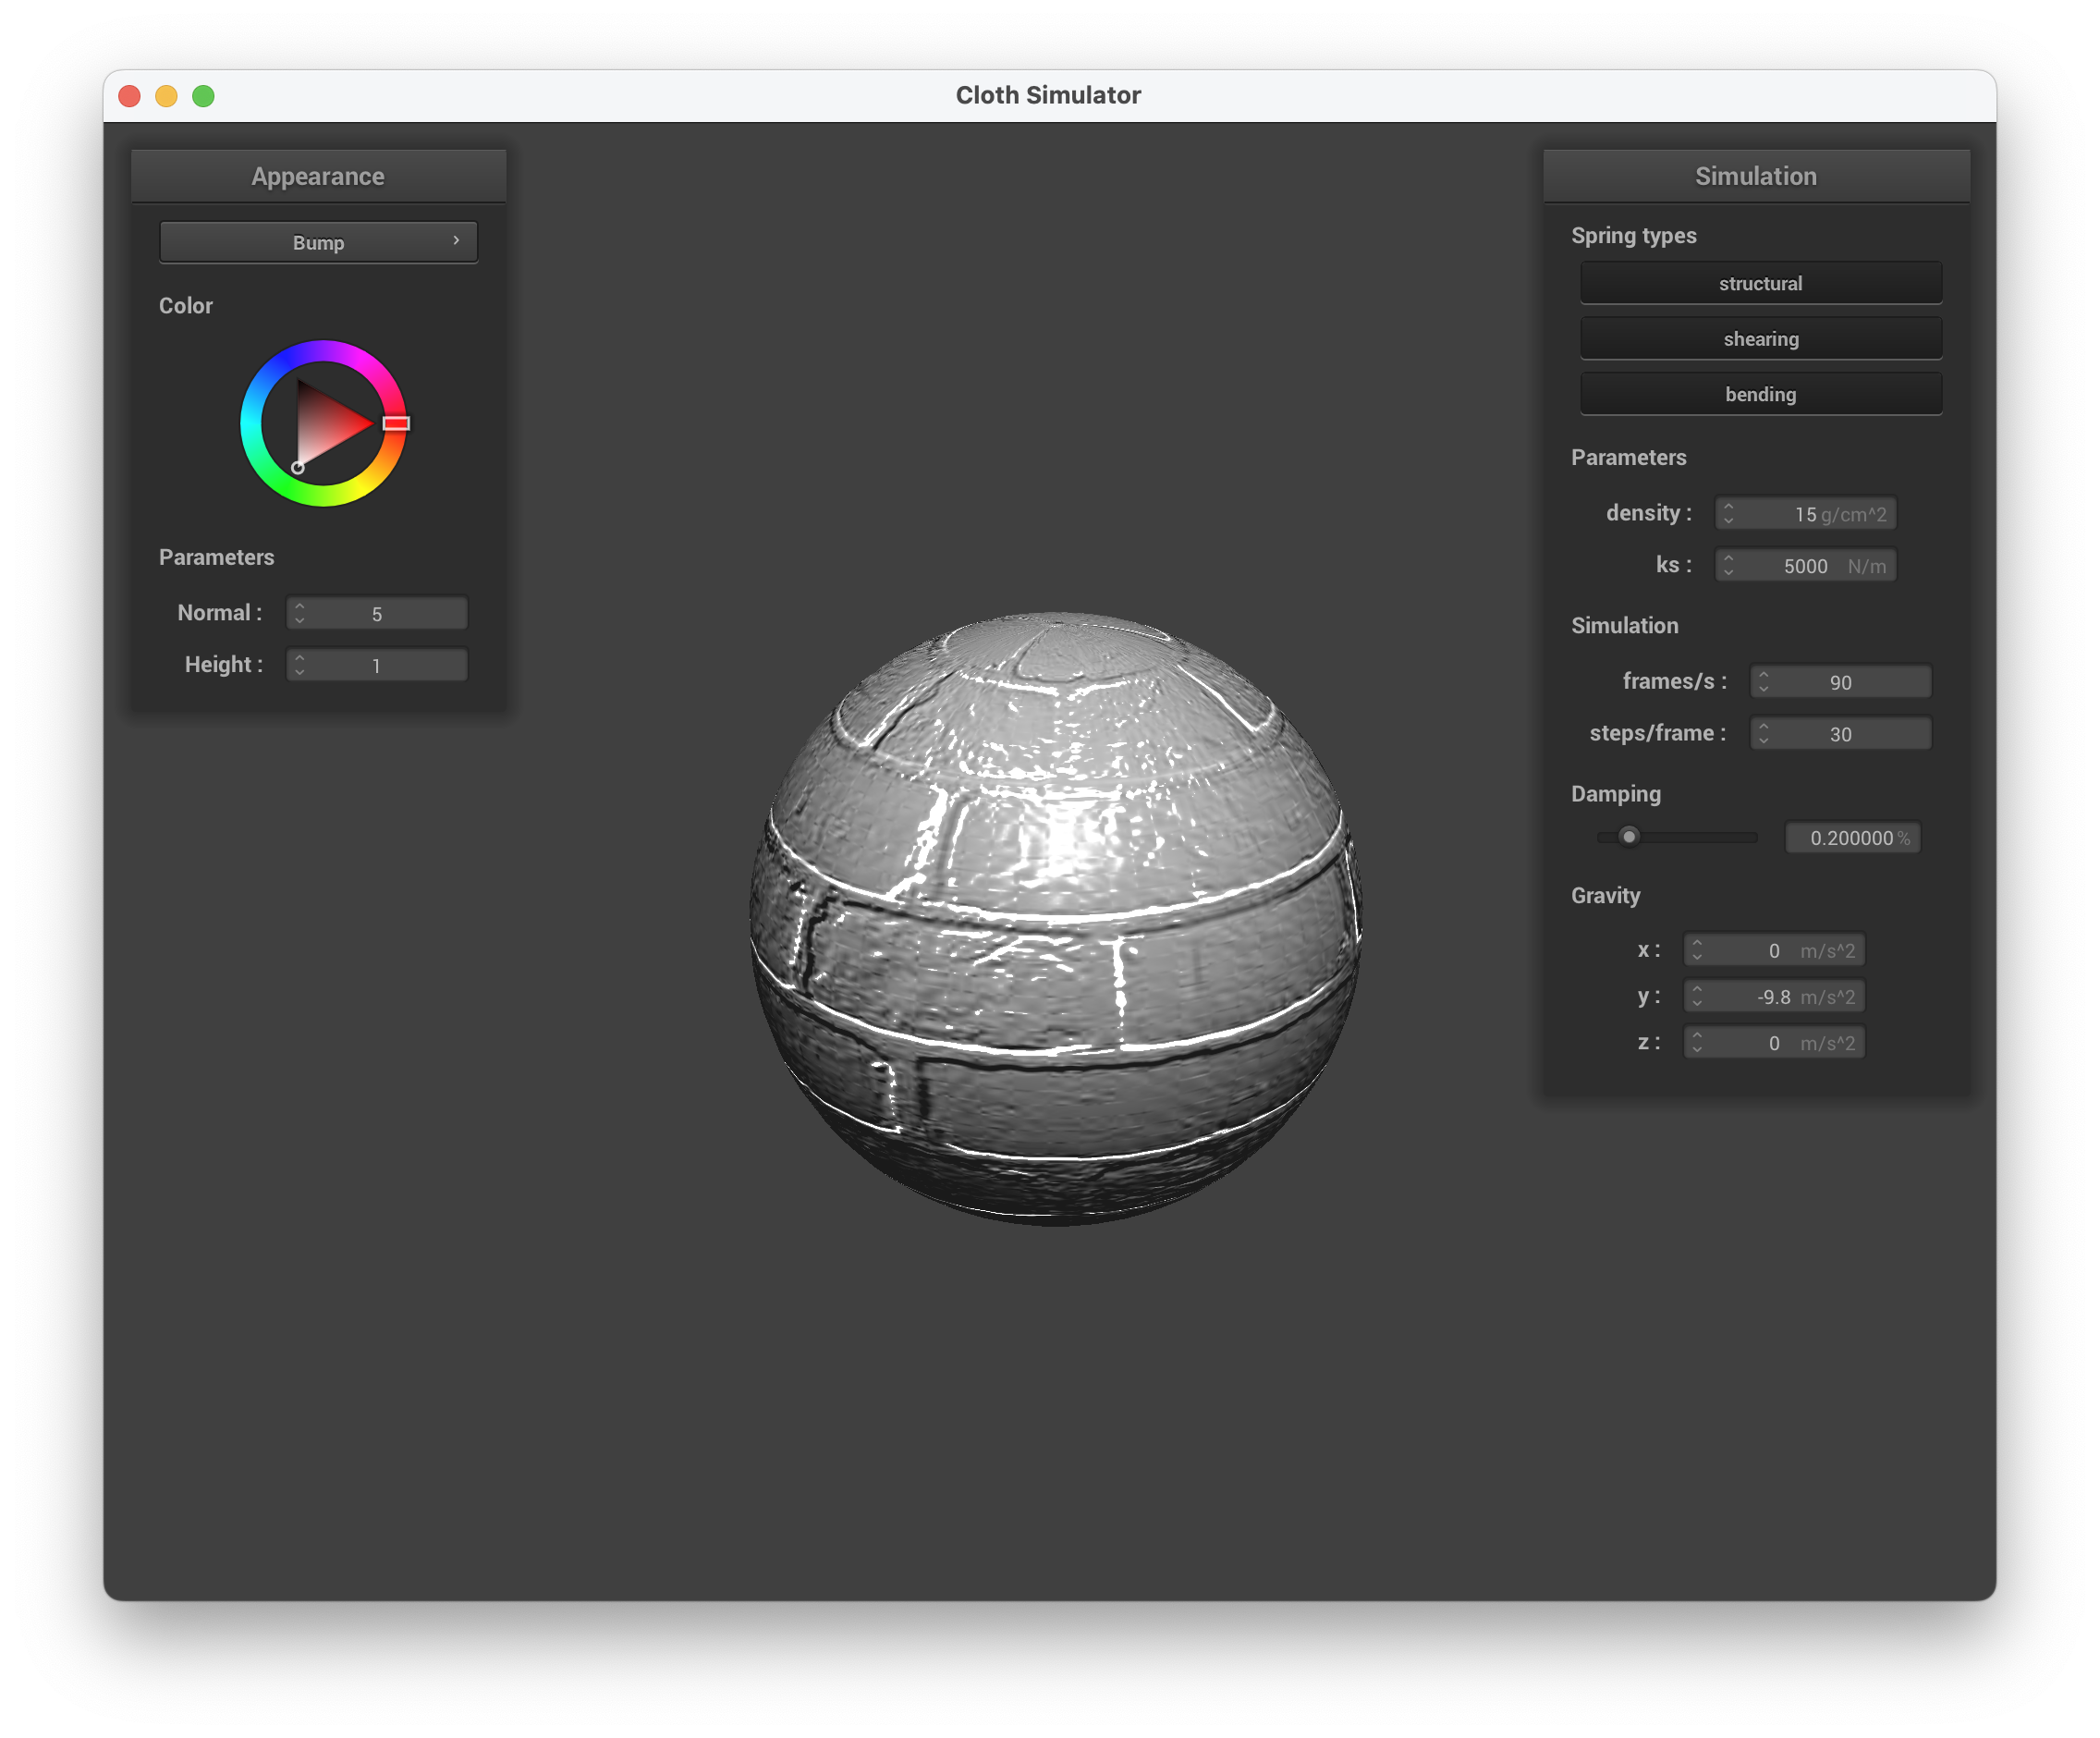 Cloth Simulator
Appearance
Bump
Color
Parameters
Normal : 5
Height : 1
Simulation
Spring types
structural
shearing
bending
Parameters
density : 15 g/cm^2
ks : 5000 N/m
Simulation
frames/s : 90
steps/frame : 30
Damping
0.200000 %
Gravity
x : 0 m/s^2
y : -9.8 m/s^2
z : 0 m/s^2